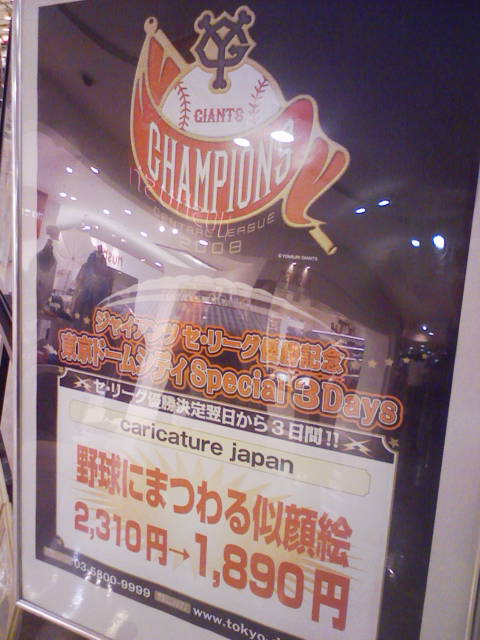 YG
GIANTS
CHAMPIONS
CENTRAL LEAGUE
2008
© YOMIURI GIANTS
ジャイアンツ セ・リーグ優勝記念
東京ドームシティ Special 3 Days
セ・リーグ優勝決定翌日から3日間!!
caricature japan
野球にまつわる似顔絵
2,310円→1,890円
03-5800-9999
www.tokyo-